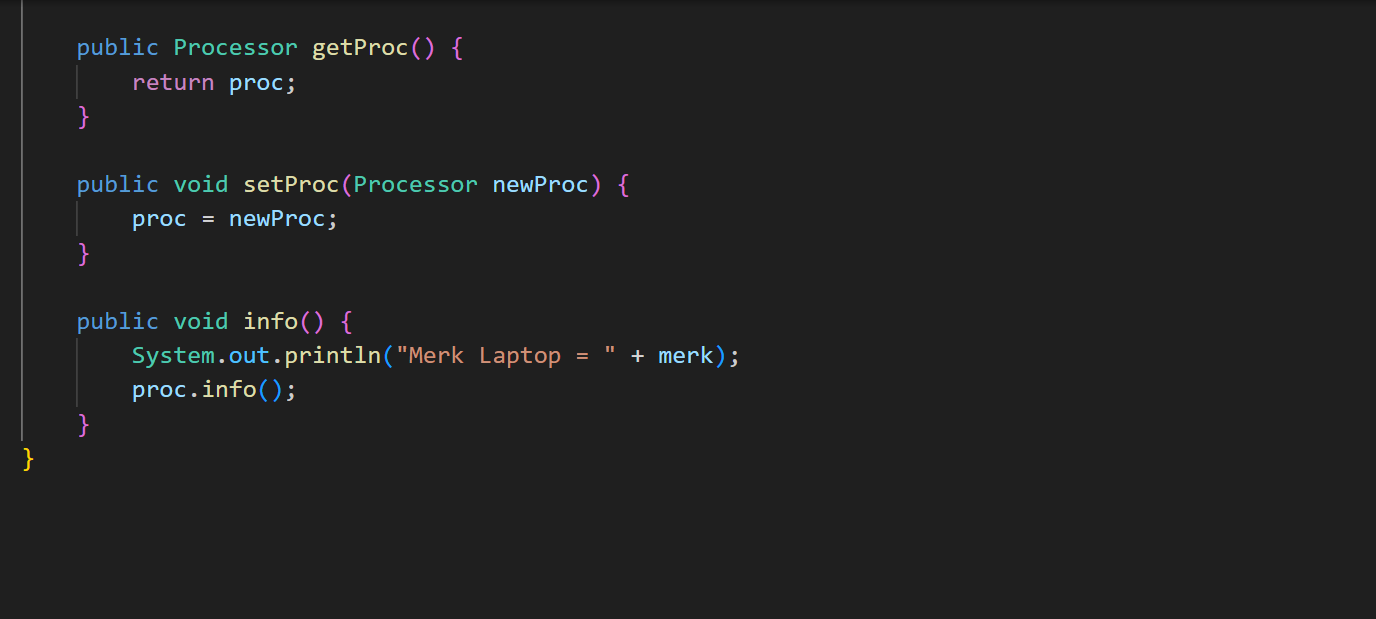 public Processor getProc() {
return proc;
}
public void setProc(Processor newProc) {
proc = newProc;
}
public void info() {
System.out.println("Merk Laptop = " + merk);
proc.info();
}
}